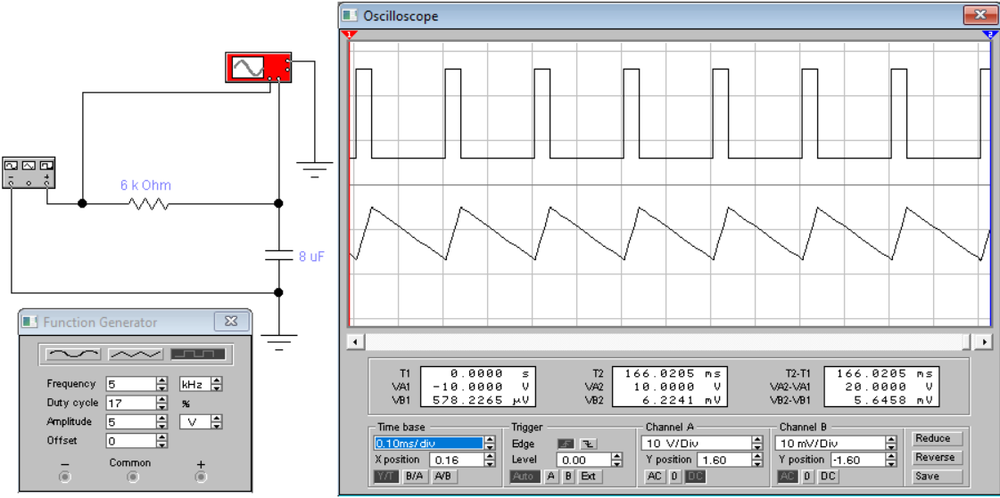 Oscilloscope
1
2
- +
6 k Ohm
8 uF
Function Generator
Frequency 5 kHz
Duty cycle 17 %
Amplitude 5 V
Offset 0
− Common +
T1 0.0000 s
VA1 -10.0000 V
VB1 578.2265 µV
T2 166.0205 ms
VA2 10.0000 V
VB2 6.2241 mV
T2-T1 166.0205 ms
VA2-VA1 20.0000 V
VB2-VB1 5.6458 mV
Time base
0.10ms/div
X position 0.16
Y/T B/A A/B
Trigger
Edge
Level 0.00
Auto A B Ext
Channel A
10 V/Div
Y position 1.60
AC 0 DC
Channel B
10 mV/Div
Y position -1.60
AC 0 DC
Reduce
Reverse
Save